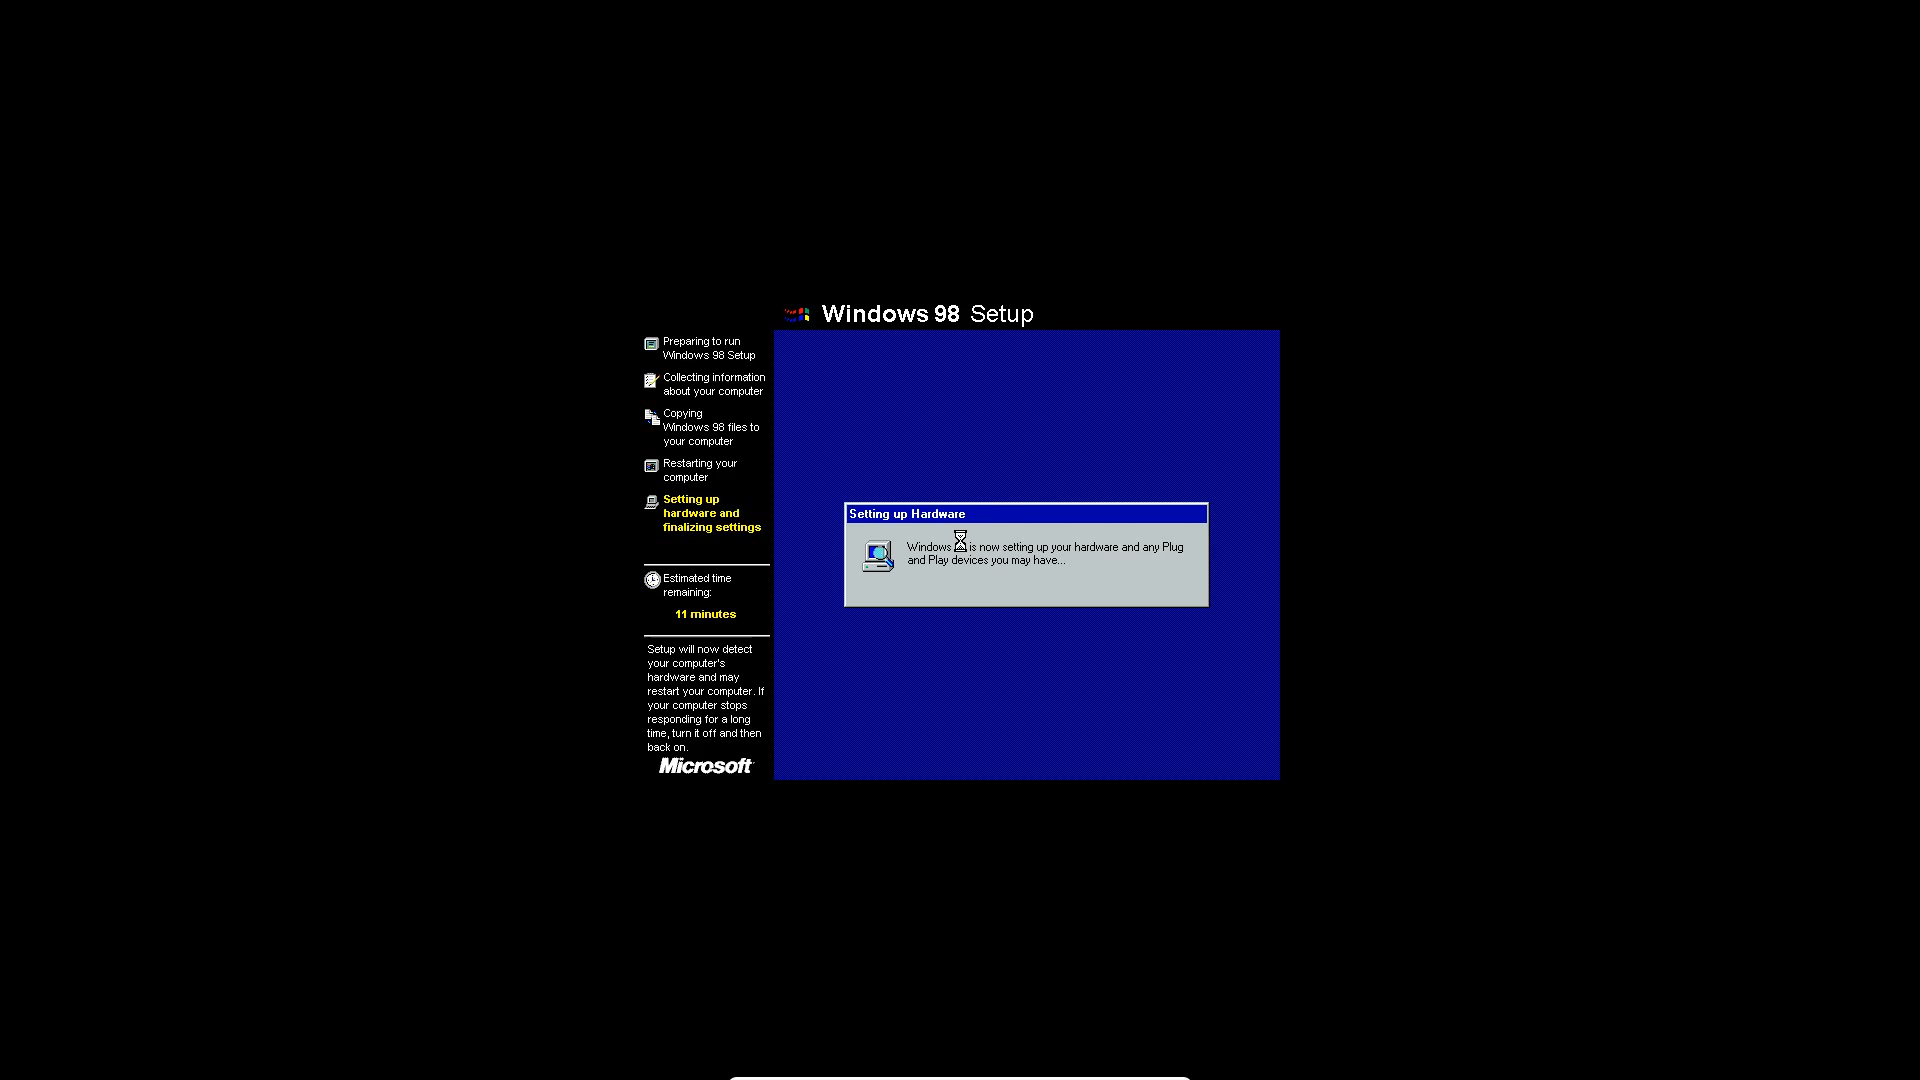 Windows 98 Setup
Preparing to run
Windows 98 Setup
Collecting information
about your computer
Copying
Windows 98 files to
your computer
Restarting your
computer
Setting up
hardware and
finalizing settings
Estimated time
remaining:
11 minutes
Setup will now detect
your computer's
hardware and may
restart your computer. If
your computer stops
responding for a long
time, turn it off and then
back on.
Microsoft
Setting up Hardware
Windows is now setting up your hardware and any Plug
and Play devices you may have...